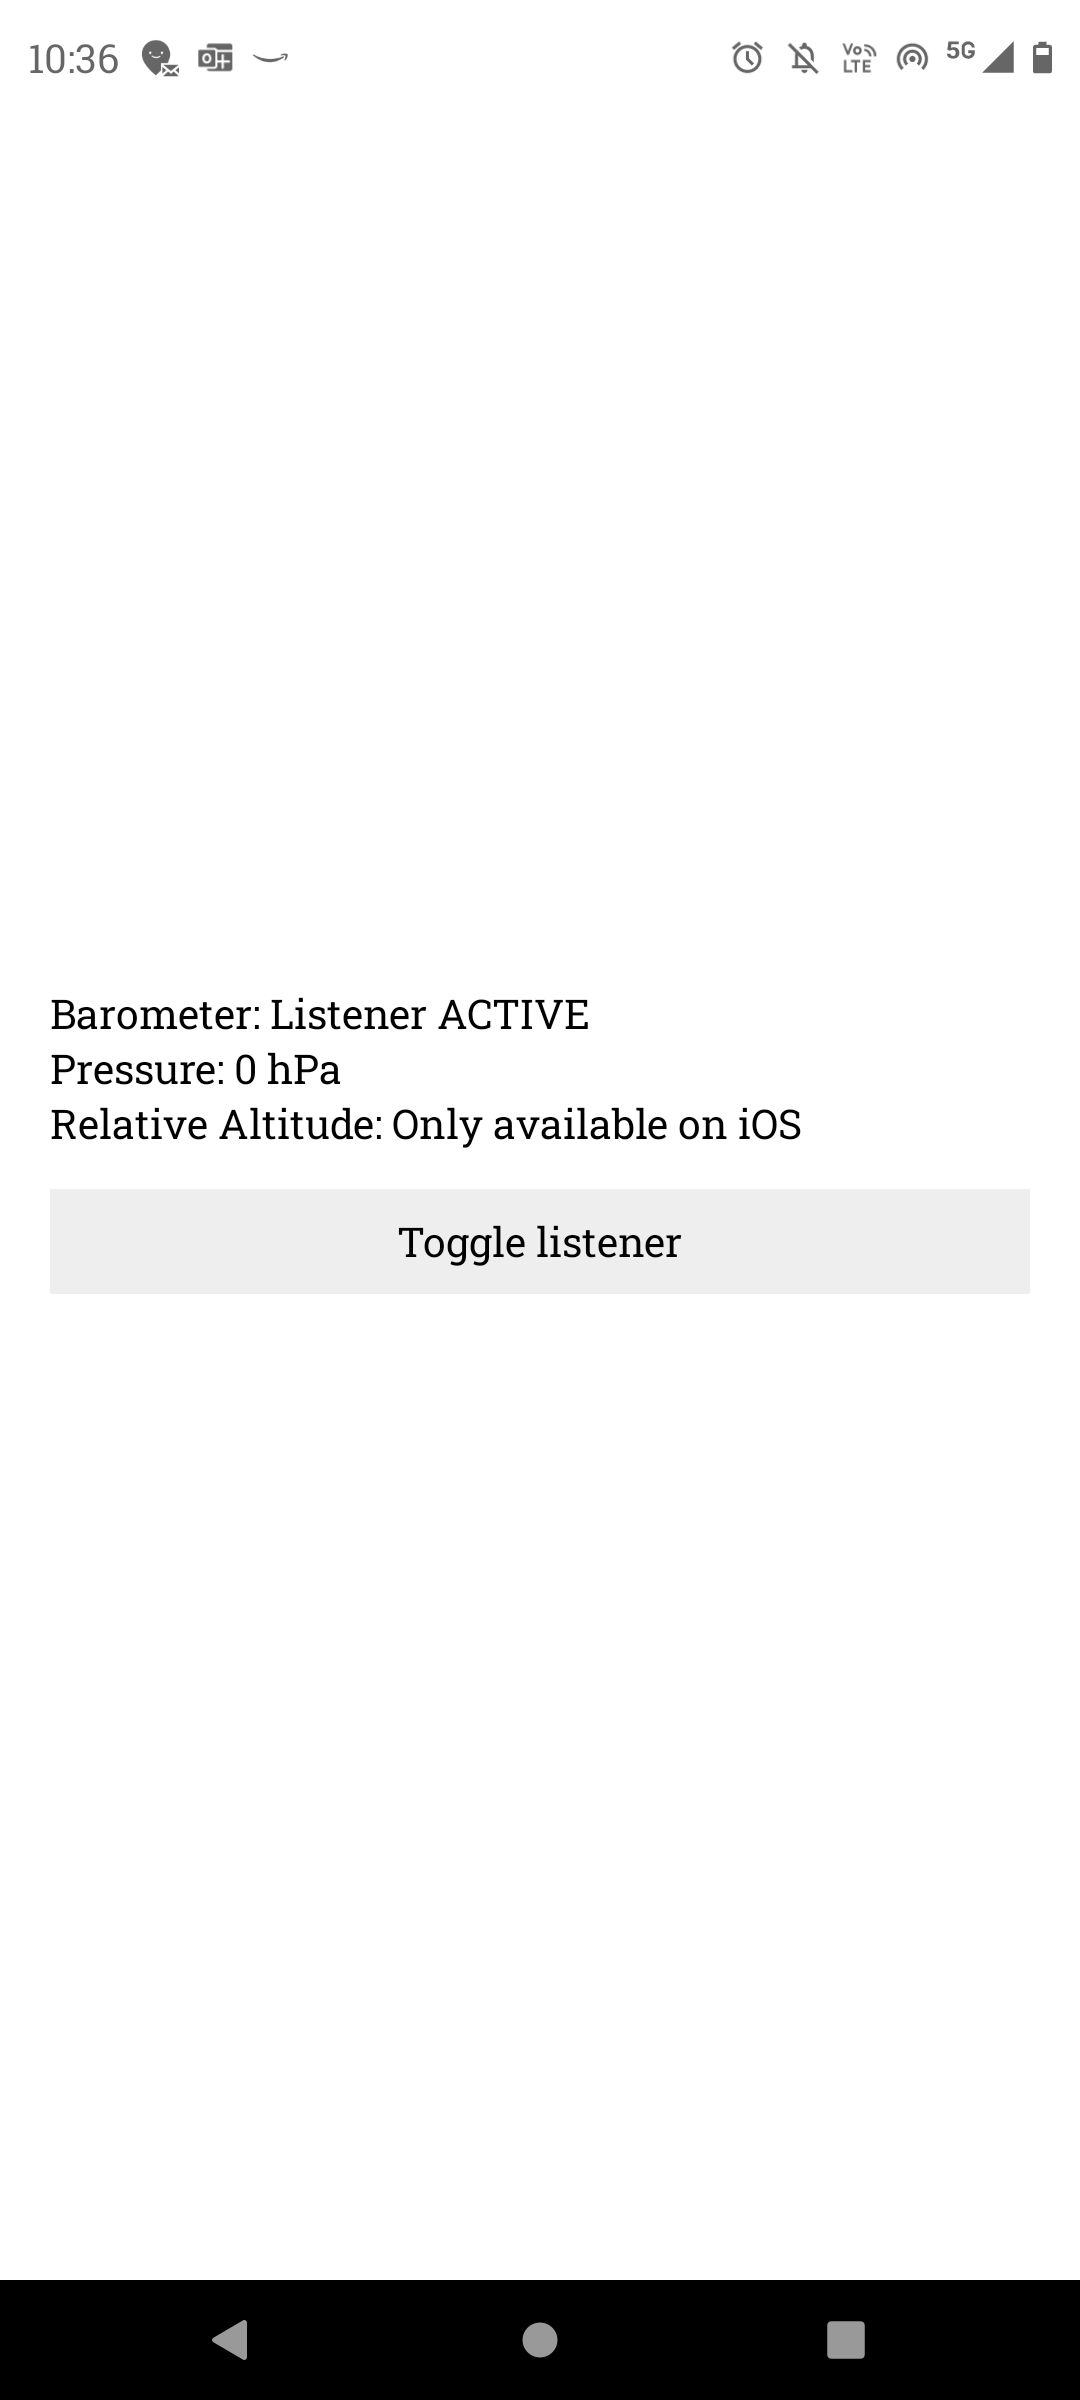 10:36
Vo LTE
5G
Barometer: Listener ACTIVE
Pressure: 0 hPa
Relative Altitude: Only available on iOS
Toggle listener